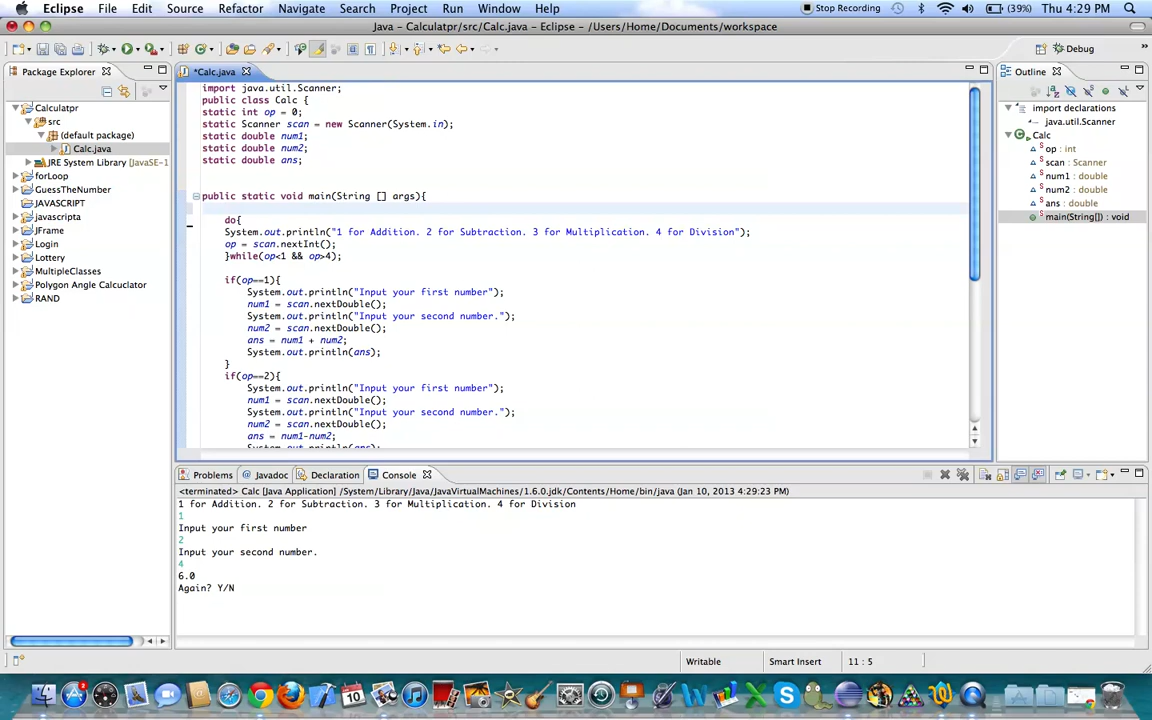 Eclipse File Edit Source Refactor Navigate Search Project Run Window Help Stop Recording (39%) Thu 4:29 PM
Java - Calculatpr/src/Calc.java - Eclipse - /Users/Home/Documents/workspace
Debug
Package Explorer
*Calc.java
Outline
Calculatpr
src
(default package)
Calc.java
JRE System Library [JavaSE-1
forLoop
GuessTheNumber
JAVASCRIPT
javascripta
JFrame
Login
Lottery
MultipleClasses
Polygon Angle Calcuclator
RAND
import java.util.Scanner;
public class Calc {
static int op = 0;
static Scanner scan = new Scanner(System.in);
static double num1;
static double num2;
static double ans;
public static void main(String [] args){
do{
System.out.println("1 for Addition. 2 for Subtraction. 3 for Multiplication. 4 for Division");
op = scan.nextInt();
}while(op<1 && op>4);
if(op==1){
System.out.println("Input your first number");
num1 = scan.nextDouble();
System.out.println("Input your second number.");
num2 = scan.nextDouble();
ans = num1 + num2;
System.out.println(ans);
}
if(op==2){
System.out.println("Input your first number");
num1 = scan.nextDouble();
System.out.println("Input your second number.");
num2 = scan.nextDouble();
ans = num1-num2;
System.out.println(ans);
import declarations
java.util.Scanner
Calc
op : int
scan : Scanner
num1 : double
num2 : double
ans : double
main(String[]) : void
Problems Javadoc Declaration Console
<terminated> Calc [Java Application] /System/Library/Java/JavaVirtualMachines/1.6.0.jdk/Contents/Home/bin/java (Jan 10, 2013 4:29:23 PM)
1 for Addition. 2 for Subtraction. 3 for Multiplication. 4 for Division
1
Input your first number
2
Input your second number.
4
6.0
Again? Y/N
Writable Smart Insert 11 : 5